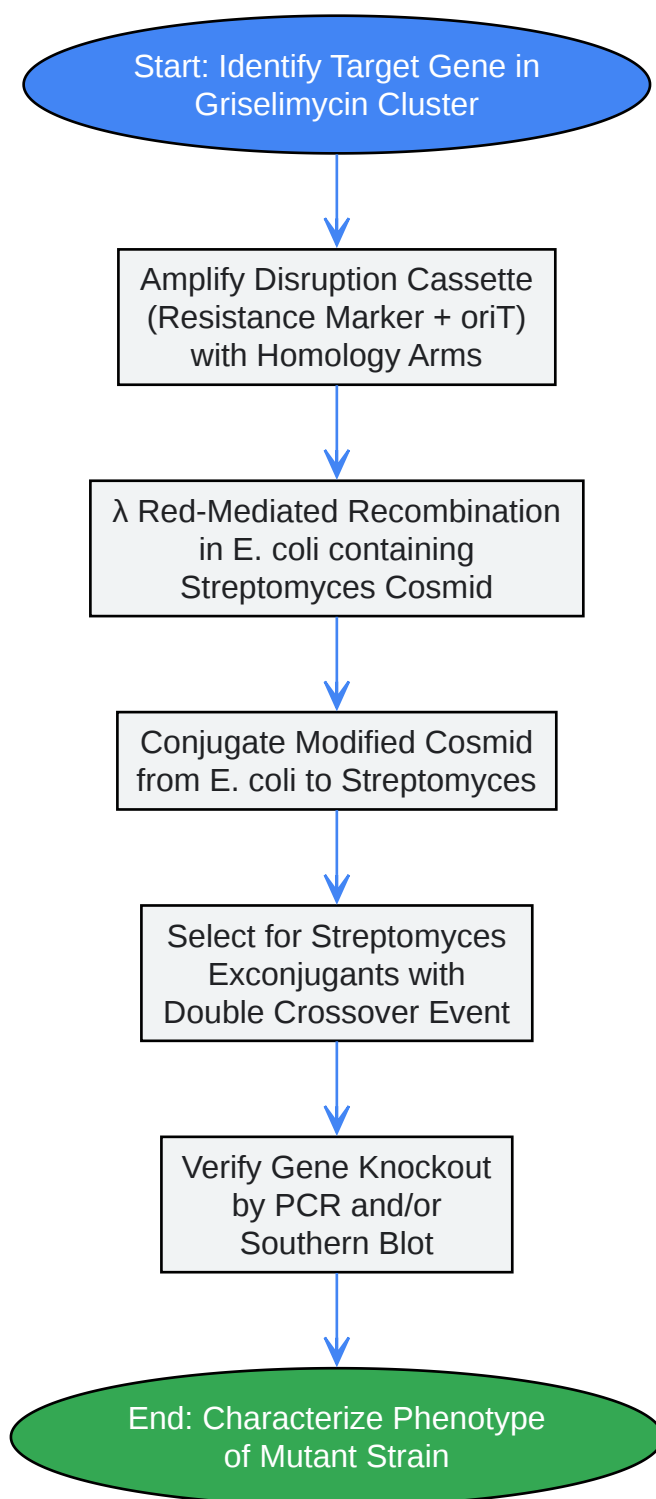 Start: Identify Target Gene in
Griselimycin Cluster
Amplify Disruption Cassette
(Resistance Marker + oriT)
with Homology Arms
λ Red-Mediated Recombination
in E. coli containing
Streptomyces Cosmid
Conjugate Modified Cosmid
from E. coli to Streptomyces
Select for Streptomyces
Exconjugants with
Double Crossover Event
Verify Gene Knockout
by PCR and/or
Southern Blot
End: Characterize Phenotype
of Mutant Strain